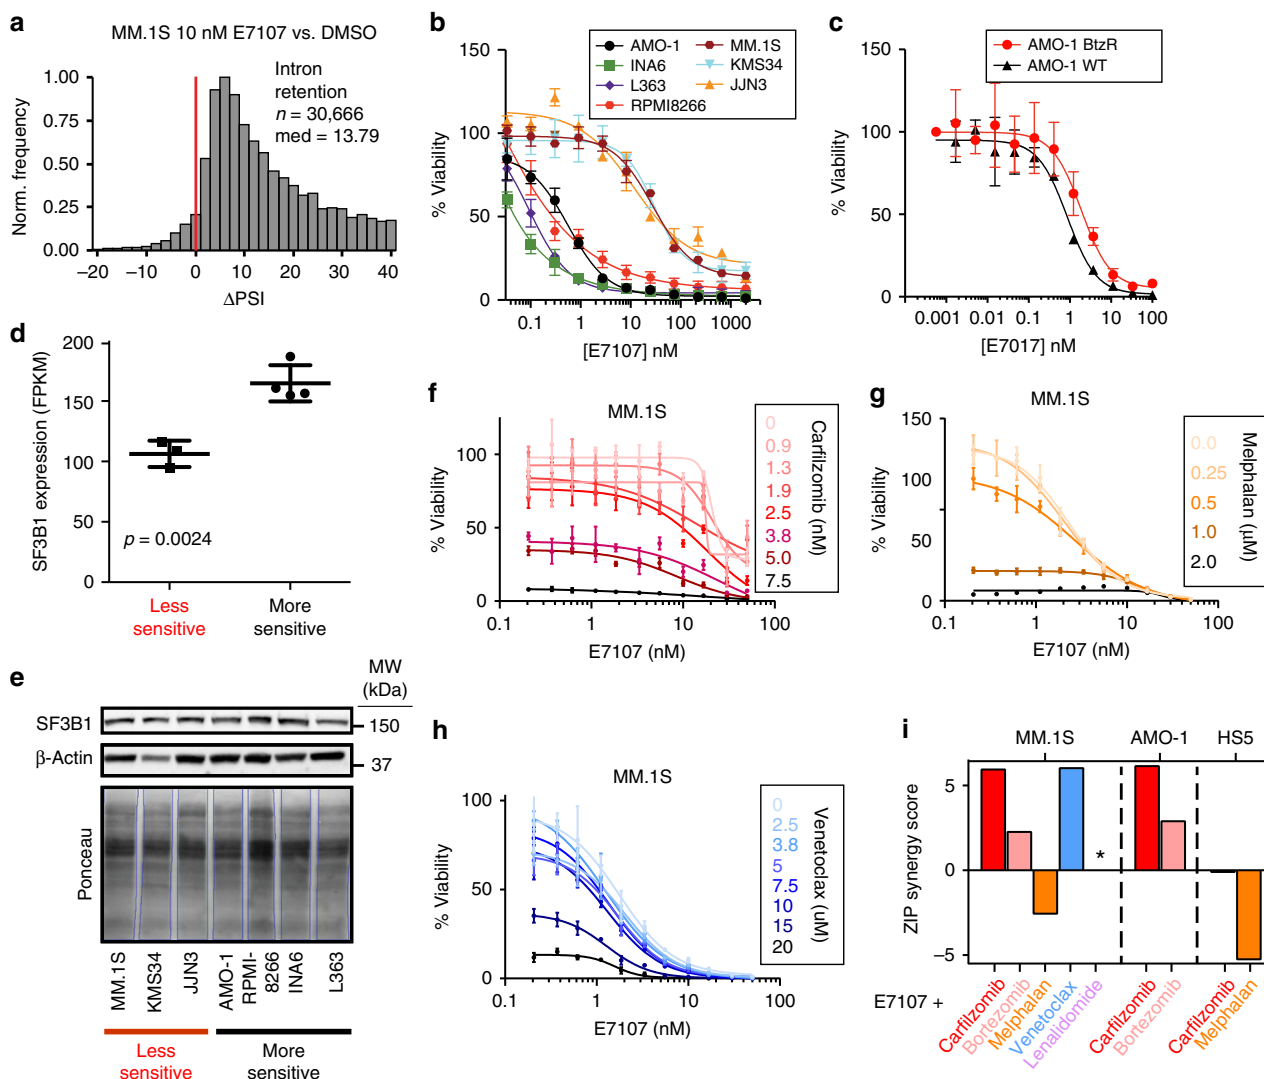 a
MM.1S 10 nM E7107 vs. DMSO
Intron
retention
n = 30,666
med = 13.79
Norm. frequency
1.00
0.75
0.50
0.25
0.00
−20
−10
0
10
20
30
40
ΔPSI
b
AMO-1
INA6
L363
RPMI8266
MM.1S
KMS34
JJN3
% Viability
150
100
50
0
0.1
1
10
100
1000
[E7107] nM
c
AMO-1 BtzR
AMO-1 WT
% Viability
150
100
50
0
0.001
0.01
0.1
1
10
100
[E7017] nM
d
SF3B1 expression (FPKM)
200
150
100
50
0
p = 0.0024
Less
sensitive
More
sensitive
e
MW
(kDa)
SF3B1
150
β-Actin
37
Ponceau
MM.1S
KMS34
JJN3
AMO-1
RPMI-
8266
INA6
L363
Less
sensitive
More
sensitive
f
MM.1S
% Viability
100
50
0
0.1
1
10
100
E7107 (nM)
0
0.9
1.3
1.9
2.5
3.8
5.0
7.5
Carfilzomib (nM)
g
MM.1S
% Viability
150
100
50
0
0.1
1
10
100
E7107 (nM)
0.0
0.25
0.5
1.0
2.0
Melphalan (µM)
h
MM.1S
% Viability
100
50
0
0.1
1
10
100
E7107 (nM)
0
2.5
3.8
5
7.5
10
15
20
Venetoclax (uM)
i
MM.1S
AMO-1
HS5
ZIP synergy score
5
0
−5
*
E7107 +
Carfilzomib
Bortezomib
Melphalan
Venetoclax
Lenalidomide
Carfilzomib
Bortezomib
Carfilzomib
Melphalan